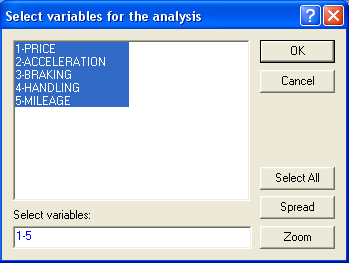 Select variables for the analysis
1-PRICE
2-ACCELERATION
3-BRAKING
4-HANDLING
5-MILEAGE
OK
Cancel
Select All
Spread
Zoom
Select variables:
1-5